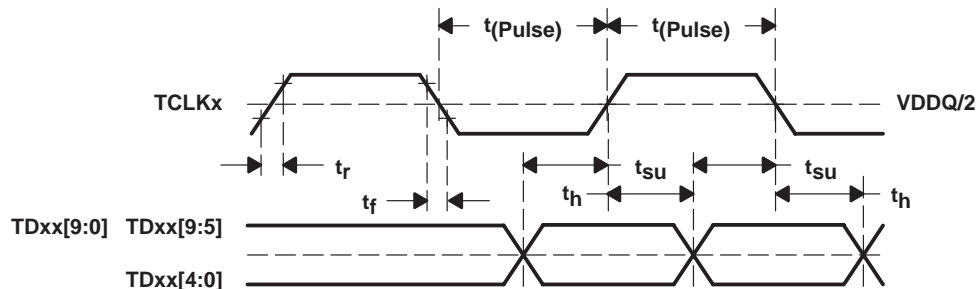 t(Pulse) t(Pulse)
TCLKx VDDQ/2
tr tsu tsu
tf th th
TDxx[9:0] TDxx[9:5]
TDxx[4:0]